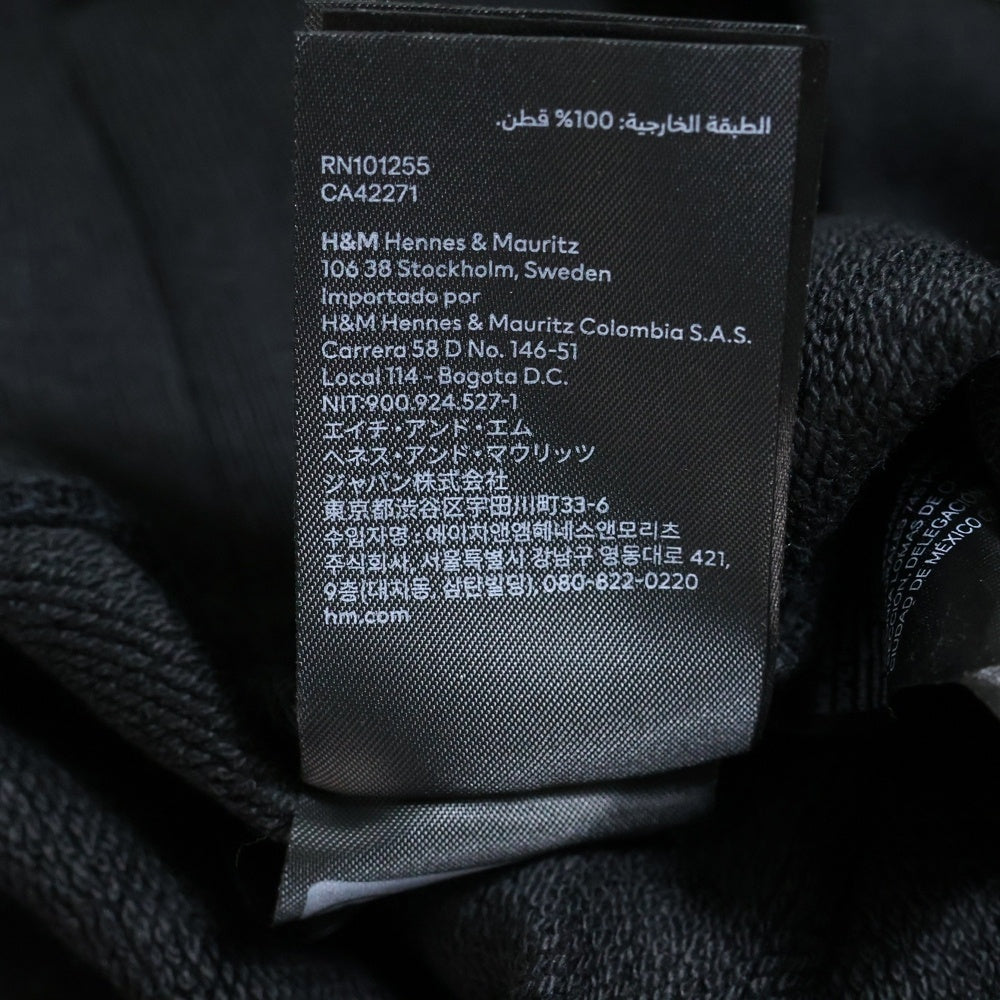 الطبقة الخارجية: 100% قطن.
RN101255
CA42271
H&M Hennes & Mauritz
106 38 Stockholm, Sweden
Importado por
H&M Hennes & Mauritz Colombia S.A.S.
Carrera 58 D No. 146-51
Local 114 - Bogota D.C.
NIT:900.924.527-1
エイチ・アンド・エム
ヘネス・アンド・マウリッツ
ジャパン株式会社
東京都渋谷区宇田川町33-6
수입자명 : 에이치앤엠헤네스앤모리츠
주식회사, 서울특별시 강남구 영동대로 421,
9층(대치동, 삼탄빌딩), 080-822-0220
hm.com
LOMAS DE
DELEGACIÓN
CIUDAD DE MÉXICO